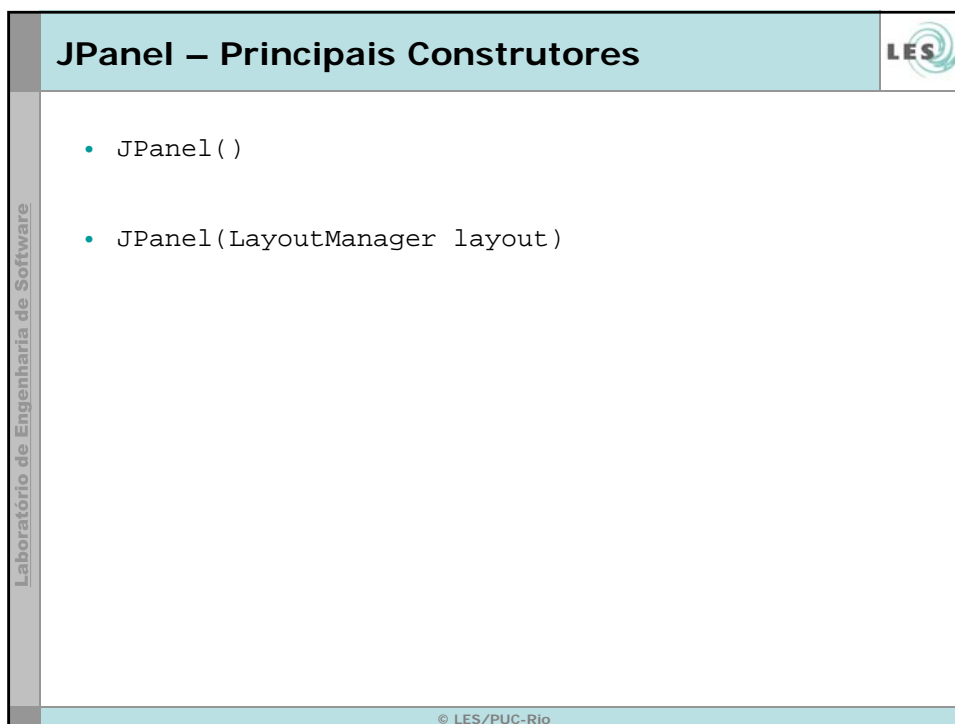 JPanel – Principais Construtores
LES
• JPanel()
• JPanel(LayoutManager layout)
Laboratório de Engenharia de Software
© LES/PUC-Rio